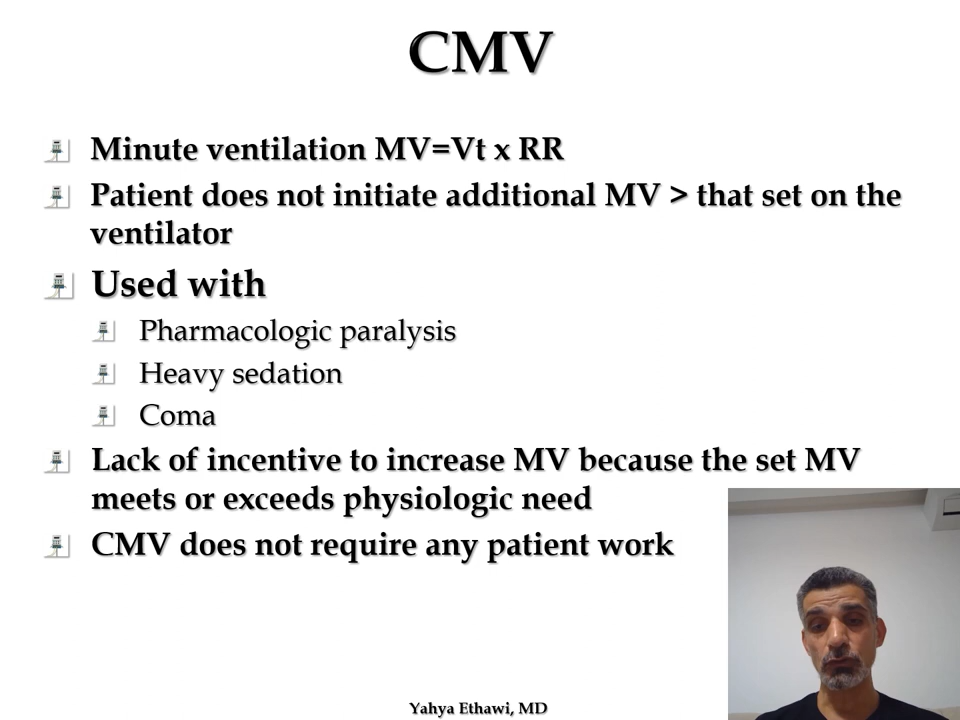 CMV
Minute ventilation MV=Vt x RR
Patient does not initiate additional MV > that set on the
ventilator
Used with
Pharmacologic paralysis
Heavy sedation
Coma
Lack of incentive to increase MV because the set MV
meets or exceeds physiologic need
CMV does not require any patient work
Yahya Ethawi, MD